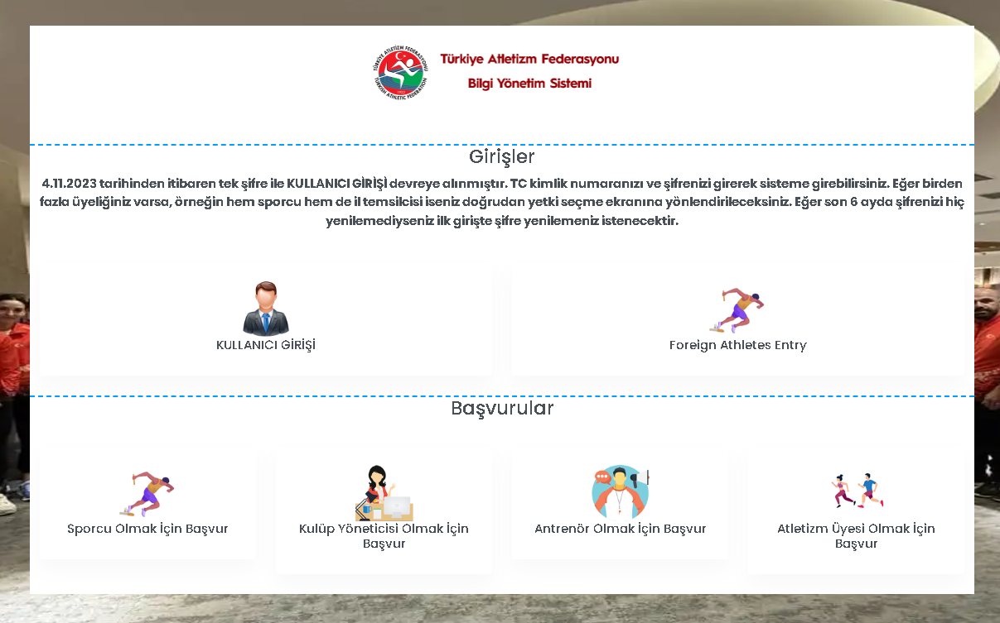 TÜRKİYE ATLETİZM FEDERASYONU
TURKISH ATHLETIC FEDERATION
1922
Türkiye Atletizm Federasyonu
Bilgi Yönetim Sistemi
Girişler
4.11.2023 tarihinden itibaren tek şifre ile KULLANICI GİRİŞİ devreye alınmıştır. TC kimlik numaranızı ve şifrenizi girerek sisteme girebilirsiniz. Eğer birden
fazla üyeliğiniz varsa, örneğin hem sporcu hem de il temsilcisi iseniz doğrudan yetki seçme ekranına yönlendirileceksiniz. Eğer son 6 ayda şifrenizi hiç
yenilemediyseniz ilk girişte şifre yenilemeniz istenecektir.
KULLANICI GİRİŞİ
Foreign Athletes Entry
Başvurular
Sporcu Olmak İçin Başvur
Kulüp Yöneticisi Olmak İçin
Başvur
Antrenör Olmak İçin Başvur
Atletizm Üyesi Olmak İçin
Başvur